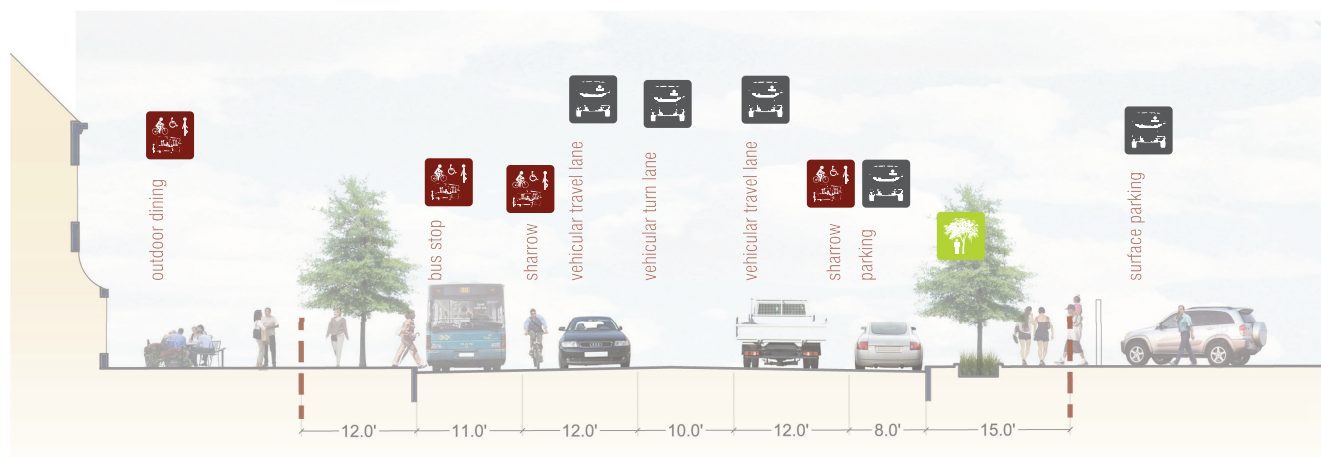 outdoor dining
bus stop
sharrow
vehicular travel lane
vehicular turn lane
vehicular travel lane
sharrow
parking
surface parking
12.0'
11.0'
12.0'
10.0'
12.0'
8.0'
15.0'